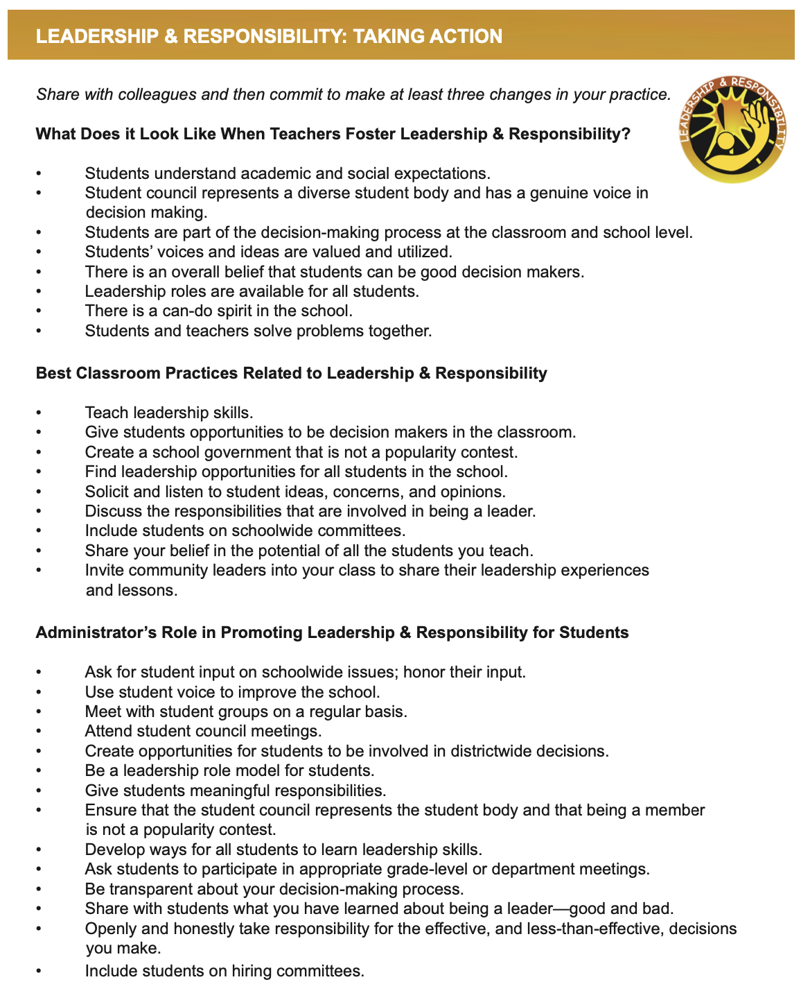 LEADERSHIP & RESPONSIBILITY: TAKING ACTION
Share with colleagues and then commit to make at least three changes in your practice.
LEADERSHIP & RESPONSIBILITY
What Does it Look Like When Teachers Foster Leadership & Responsibility?
• Students understand academic and social expectations.
• Student council represents a diverse student body and has a genuine voice in
decision making.
• Students are part of the decision-making process at the classroom and school level.
• Students’ voices and ideas are valued and utilized.
• There is an overall belief that students can be good decision makers.
• Leadership roles are available for all students.
• There is a can-do spirit in the school.
• Students and teachers solve problems together.
Best Classroom Practices Related to Leadership & Responsibility
• Teach leadership skills.
• Give students opportunities to be decision makers in the classroom.
• Create a school government that is not a popularity contest.
• Find leadership opportunities for all students in the school.
• Solicit and listen to student ideas, concerns, and opinions.
• Discuss the responsibilities that are involved in being a leader.
• Include students on schoolwide committees.
• Share your belief in the potential of all the students you teach.
• Invite community leaders into your class to share their leadership experiences
and lessons.
Administrator’s Role in Promoting Leadership & Responsibility for Students
• Ask for student input on schoolwide issues; honor their input.
• Use student voice to improve the school.
• Meet with student groups on a regular basis.
• Attend student council meetings.
• Create opportunities for students to be involved in districtwide decisions.
• Be a leadership role model for students.
• Give students meaningful responsibilities.
• Ensure that the student council represents the student body and that being a member
is not a popularity contest.
• Develop ways for all students to learn leadership skills.
• Ask students to participate in appropriate grade-level or department meetings.
• Be transparent about your decision-making process.
• Share with students what you have learned about being a leader—good and bad.
• Openly and honestly take responsibility for the effective, and less-than-effective, decisions
you make.
• Include students on hiring committees.